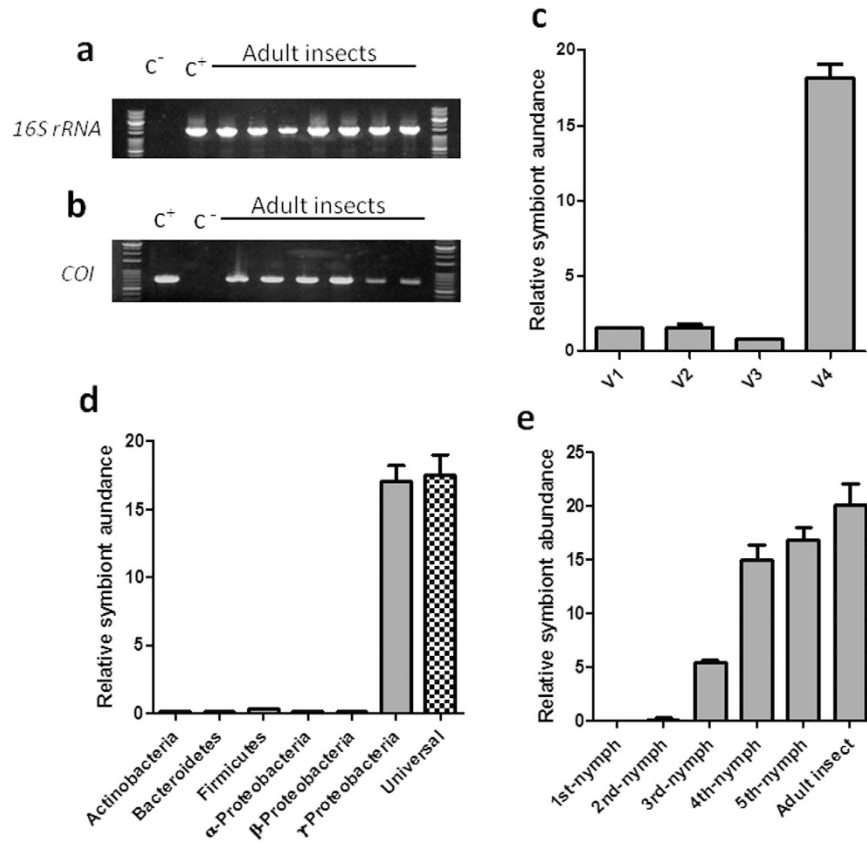 a
Adult insects
C⁻
C⁺
16S rRNA
b
Adult insects
C⁺
C⁻
COI
c
Relative symbiont aundance
20
15
10
5
0
V1
V2
V3
V4
d
Relative symbiont aundance
20
15
10
5
0
Actinobacteria
Bacteroidetes
Firmicutes
α-Proteobacteria
β-Proteobacteria
γ-Proteobacteria
Universal
e
Relative symbiont abundance
25
20
15
10
5
0
1st-nymph
2nd-nymph
3rd-nymph
4th-nymph
5th-nymph
Adult insect